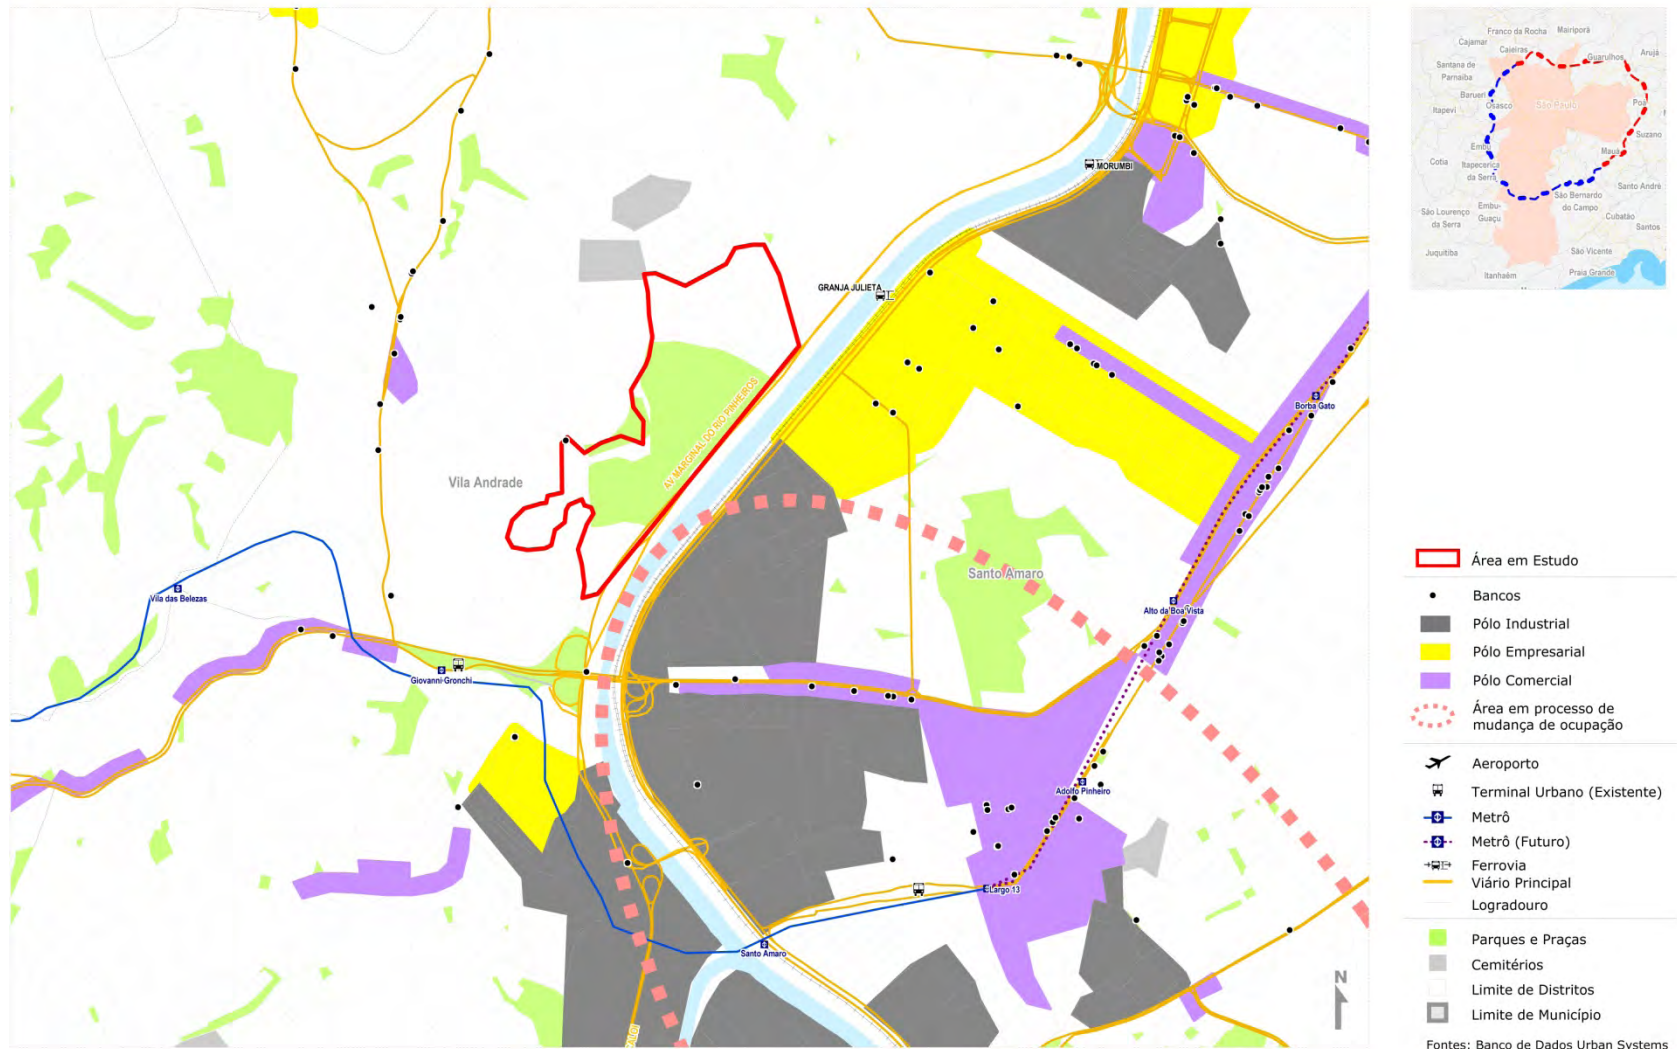 MORUMBI
GRANJA JULIETA
AV MARGINAL DO RIO PINHEIROS
Borba Gato
Vila Andrade
Santo Amaro
Vila das Belezas
Alto da Boa Vista
Giovanni Gronchi
Adolfo Pinheiro
Largo 13
Santo Amaro
N
Franco da Rocha
Mairiporã
Cajamar
Caieiras
Guarulhos
Arujá
Santana de
Parnaíba
Barueri
Osasco
São Paulo
Poá
Itapevi
Suzano
Embu
Mauá
Cotia
Itapecerica
da Serra
Santo André
São Bernardo
do Campo
Embu-
Guaçu
São Lourenço
da Serra
Cubatão
Santos
Juquitiba
São Vicente
Itanhaém
Praia Grande
Área em Estudo
Bancos
Pólo Industrial
Pólo Empresarial
Pólo Comercial
Área em processo de
mudança de ocupação
Aeroporto
Terminal Urbano (Existente)
Metrô
Metrô (Futuro)
Ferrovia
Viário Principal
Logradouro
Parques e Praças
Cemitérios
Limite de Distritos
Limite de Município
Fontes: Banco de Dados Urban Systems